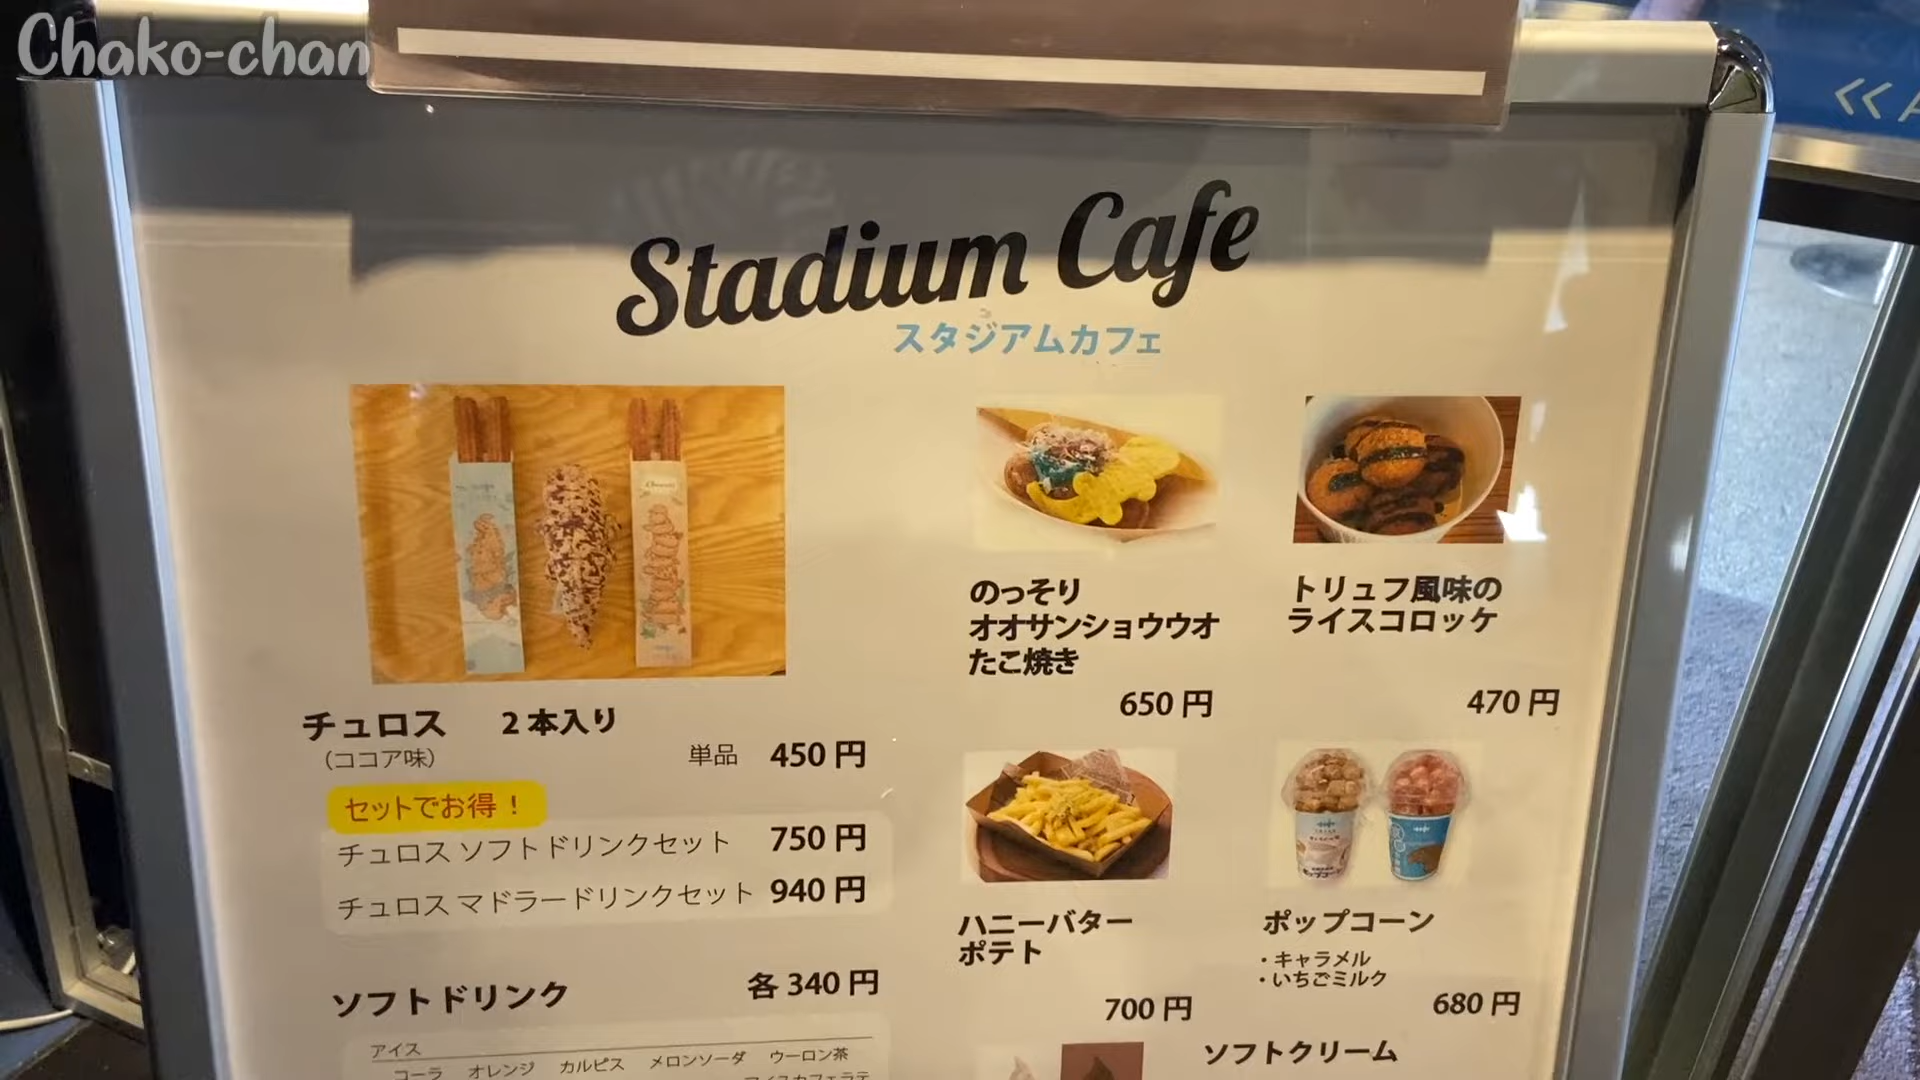 Chako-chan
Stadium Cafe
スタジアムカフェ
チュロス 2本入り
(ココア味)
単品 450円
セットでお得！
チュロス ソフトドリンクセット 750円
チュロス マドラードリンクセット 940円
ソフトドリンク 各340円
アイス
コーラ オレンジ カルピス メロンソーダ ウーロン茶
アイスカフェラテ
のっそり
オオサンショウウオ
たこ焼き
650円
トリュフ風味の
ライスコロッケ
470円
ハニーバター
ポテト
700円
ポップコーン
・キャラメル
・いちごミルク
680円
ソフトクリーム
<< A